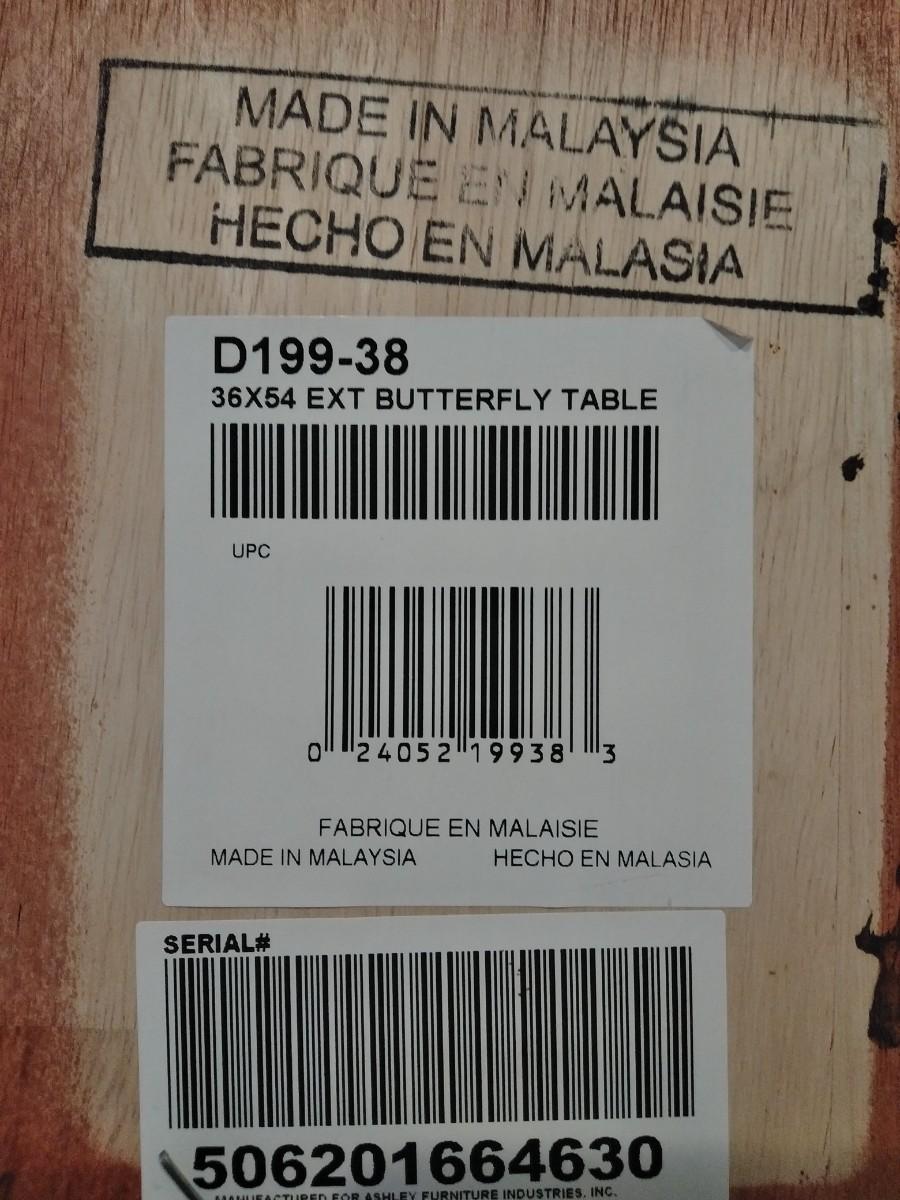 MADE IN MALAYSIA
FABRIQUE EN MALAISIE
HECHO EN MALASIA
D199-38
36X54 EXT BUTTERFLY TABLE
UPC
0 24052 19938 3
FABRIQUE EN MALAISIE
MADE IN MALAYSIA HECHO EN MALASIA
SERIAL#
506201664630
MANUFACTURED FOR ASHLEY FURNITURE INDUSTRIES, INC.